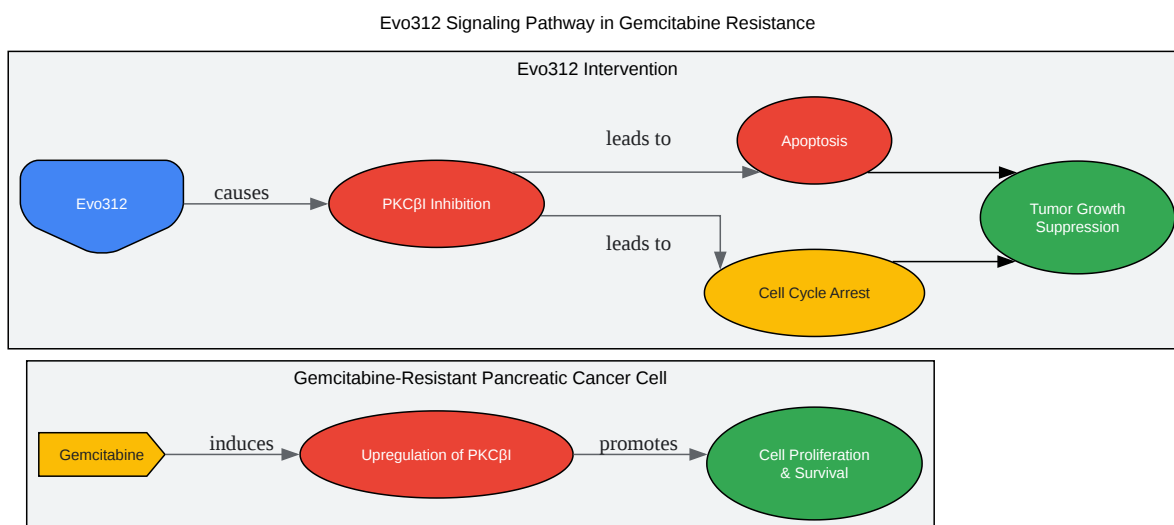 Evo312 Signaling Pathway in Gemcitabine Resistance
Evo312 Intervention
Evo312
causes
PKCβI Inhibition
leads to
Apoptosis
leads to
Cell Cycle Arrest
Tumor Growth
Suppression
Gemcitabine-Resistant Pancreatic Cancer Cell
Gemcitabine
induces
Upregulation of PKCβI
promotes
Cell Proliferation
& Survival